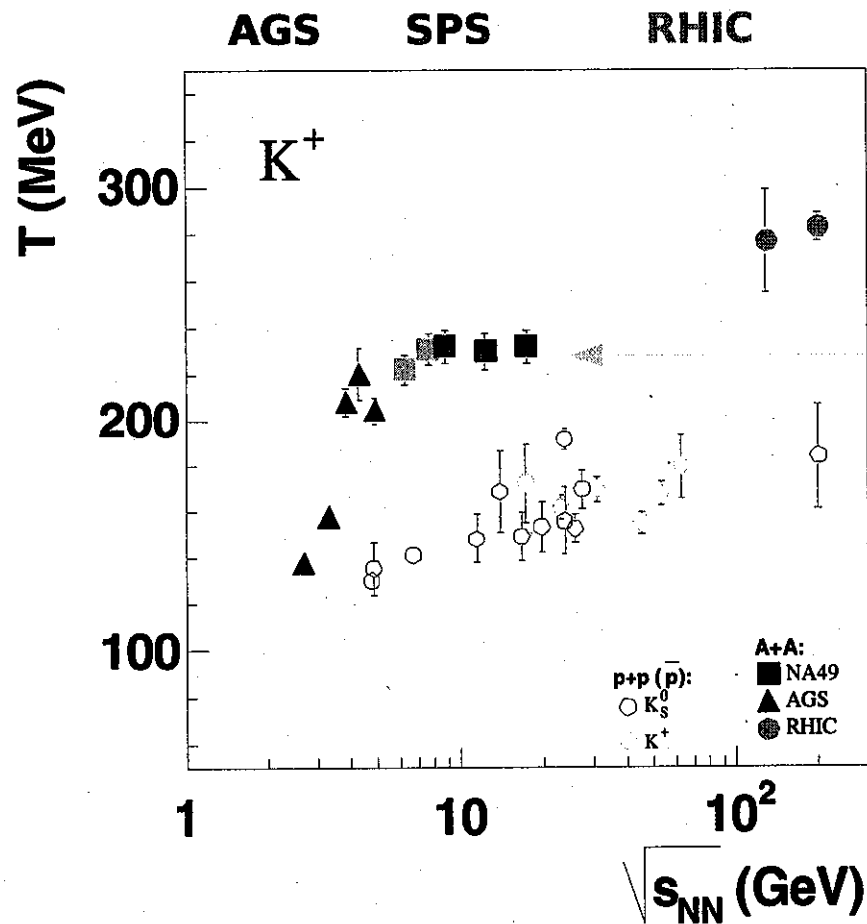 AGS SPS RHIC
T (MeV)
K⁺
300
200
100
A+A:
NA49
AGS
RHIC
p+p (p̅):
K⁰S
K⁺
1 10 10²
√sNN (GeV)